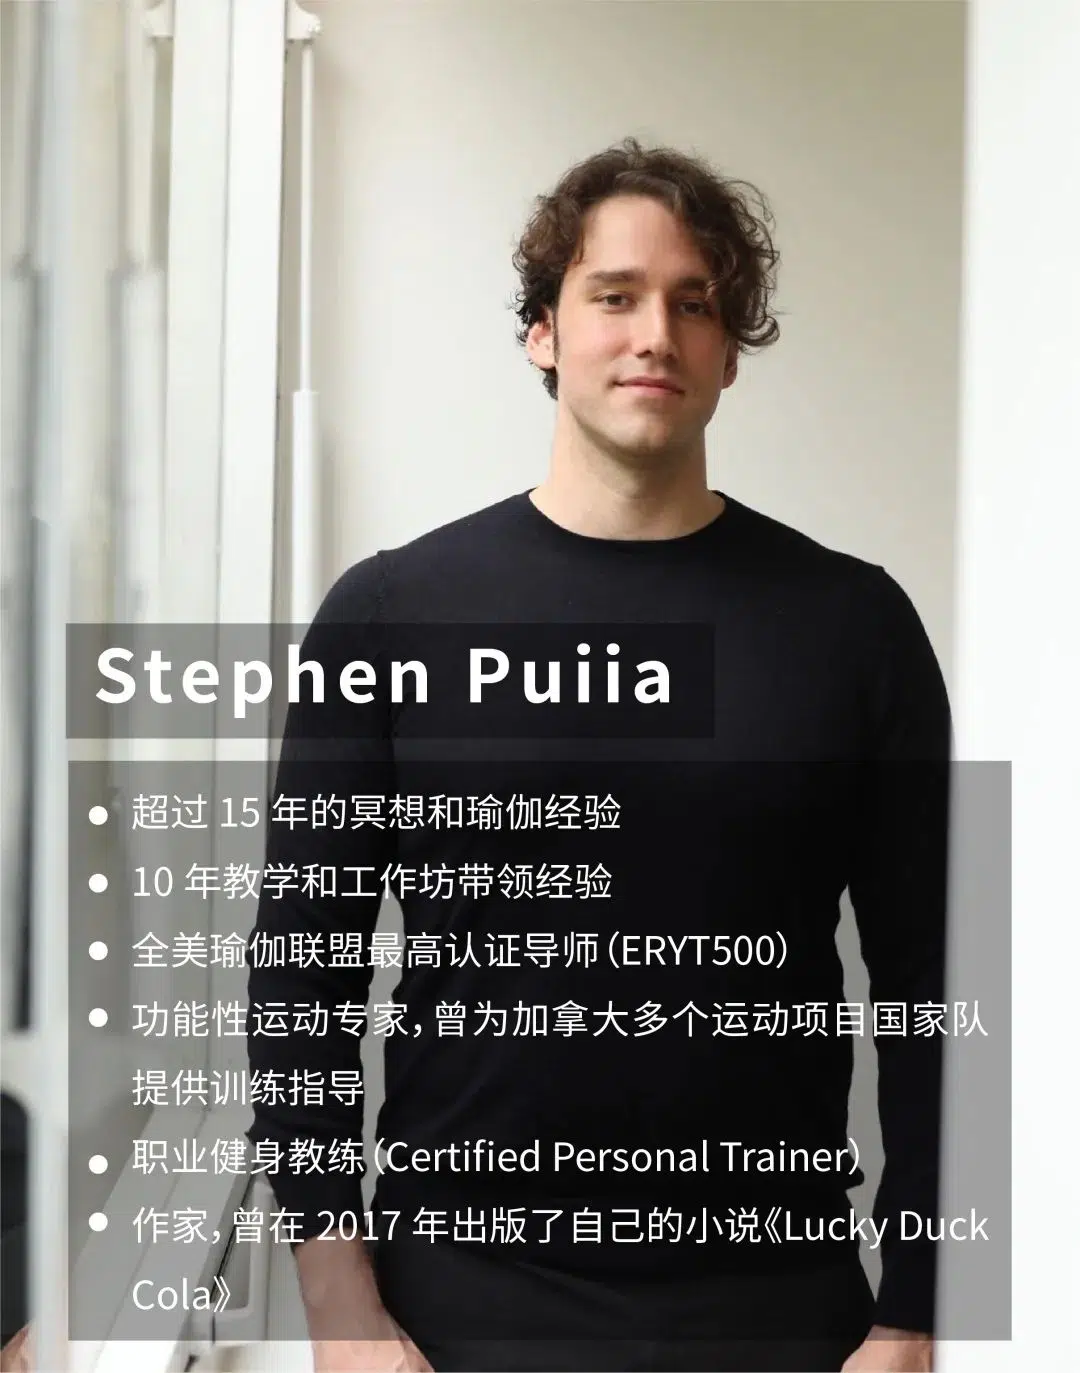 Stephen Puiia
超过 15 年的冥想和瑜伽经验
10 年教学和工作坊带领经验
全美瑜伽联盟最高认证导师（ERYT500）
功能性运动专家，曾为加拿大多个运动项目国家队
提供训练指导
职业健身教练（Certified Personal Trainer）
作家，曾在 2017 年出版了自己的小说《Lucky Duck
Cola》